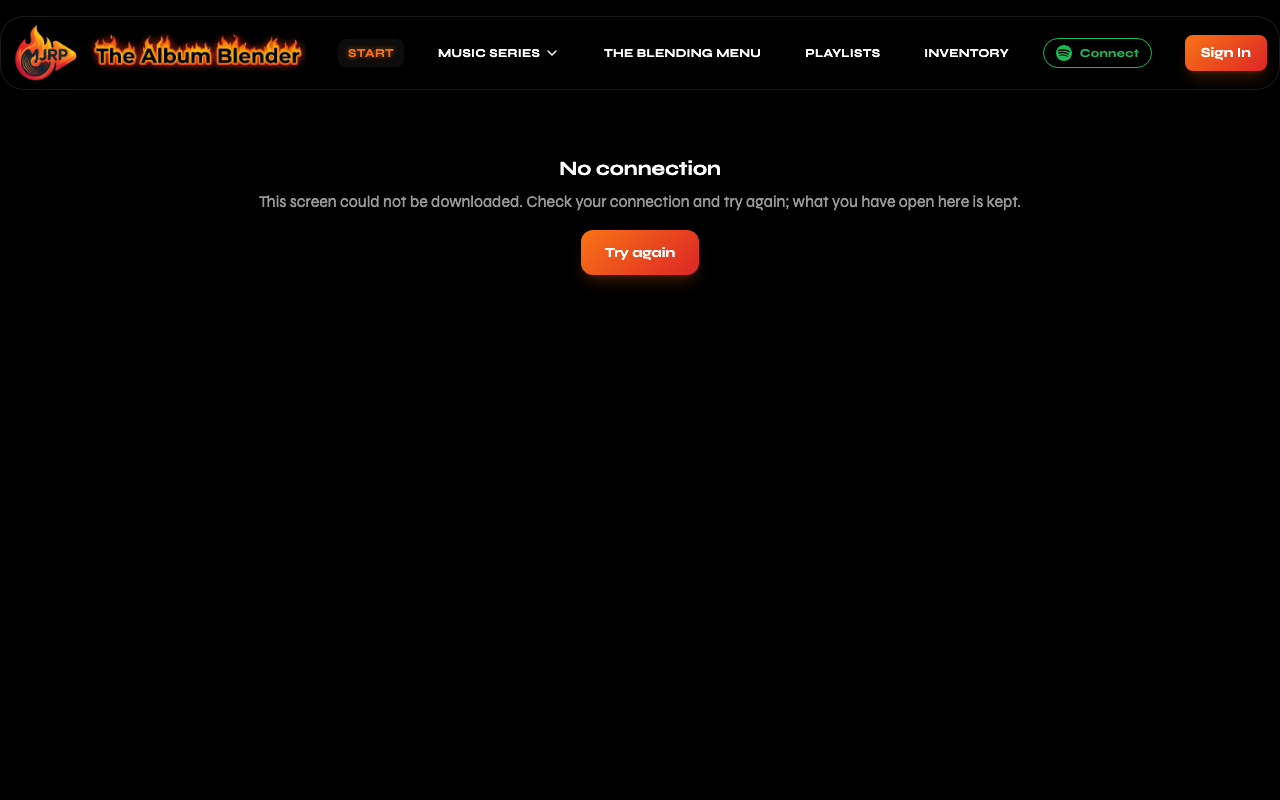 JRP
The Album Blender
START
MUSIC SERIES
THE BLENDING MENU
PLAYLISTS
INVENTORY
Connect
Sign In
No connection
This screen could not be downloaded. Check your connection and try again; what you have open here is kept.
Try again